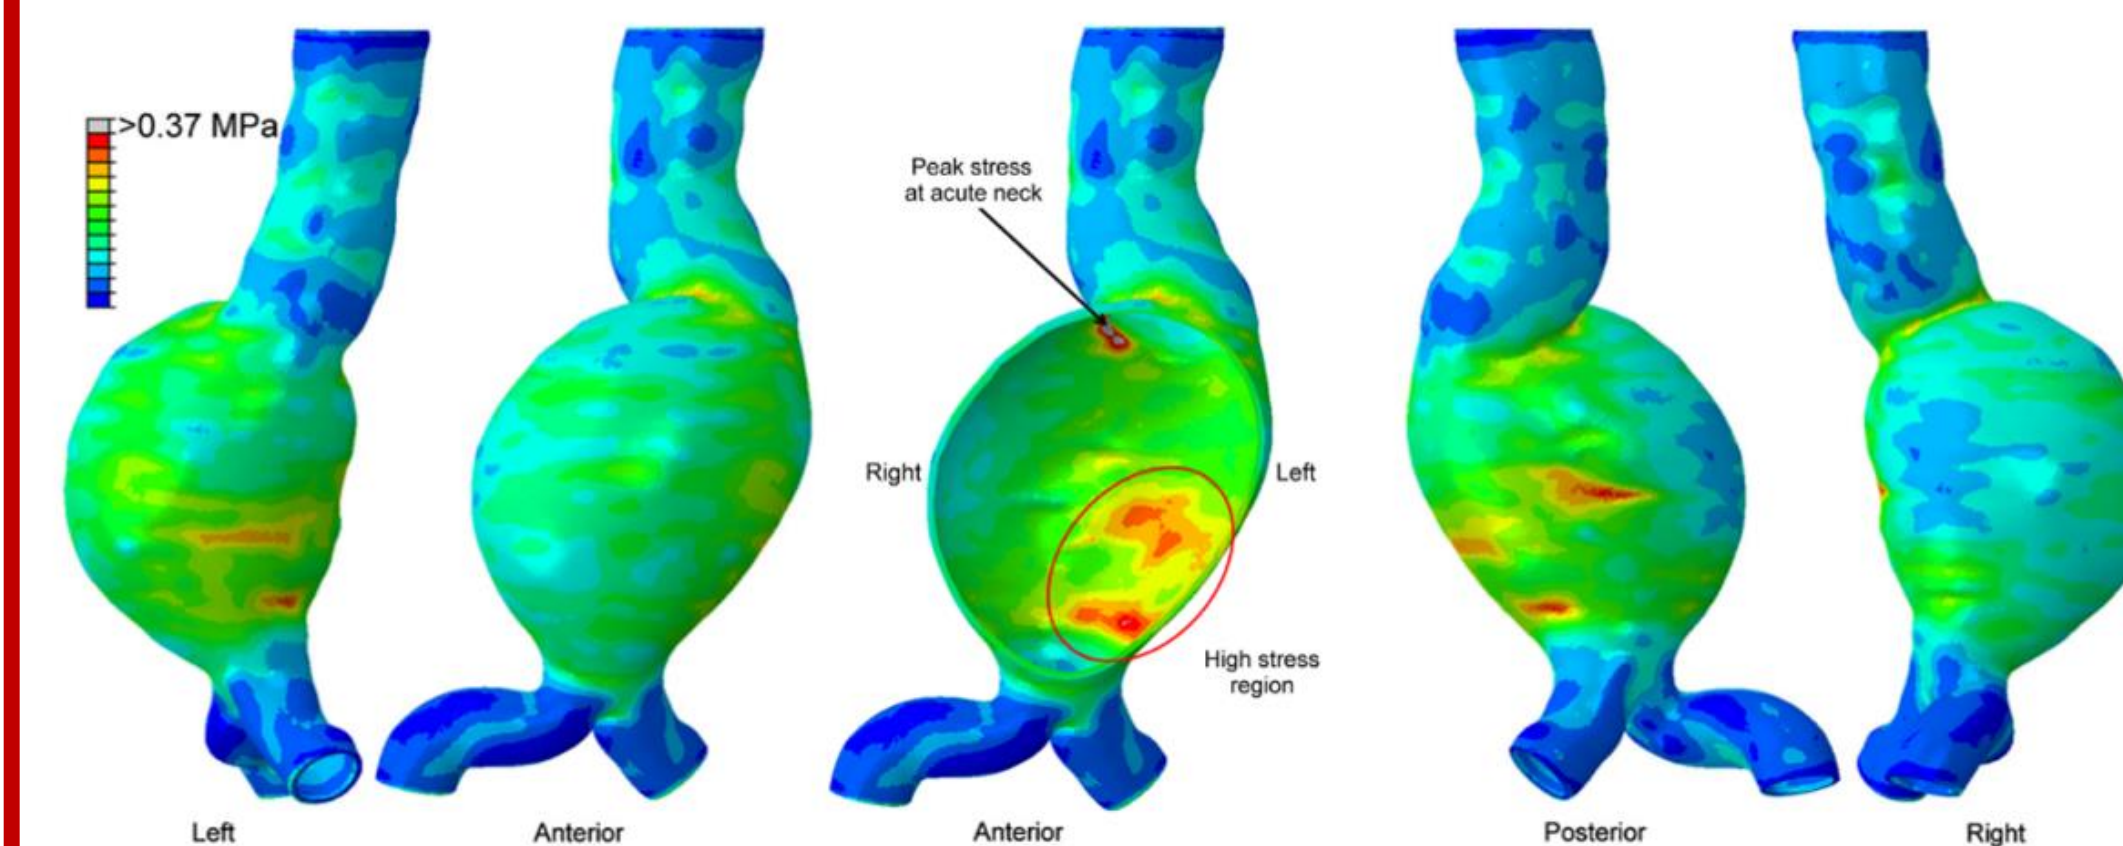 >0.37 MPa
Peak stress
at acute neck
Right
Left
High stress
region
Left
Anterior
Anterior
Posterior
Right